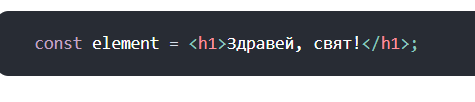 const element = <h1>Здравей, свят!</h1>;